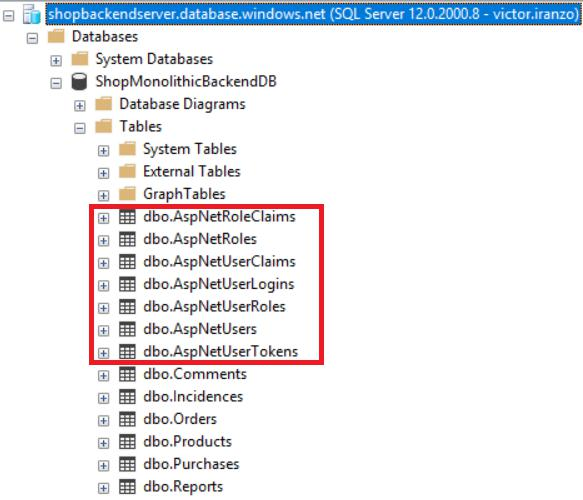 shopbackendserver.database.windows.net (SQL Server 12.0.2000.8 - victor.iranzo)
Databases
System Databases
ShopMonolithicBackendDB
Database Diagrams
Tables
System Tables
External Tables
GraphTables
dbo.AspNetRoleClaims
dbo.AspNetRoles
dbo.AspNetUserClaims
dbo.AspNetUserLogins
dbo.AspNetUserRoles
dbo.AspNetUsers
dbo.AspNetUserTokens
dbo.Comments
dbo.Incidences
dbo.Orders
dbo.Products
dbo.Purchases
dbo.Reports